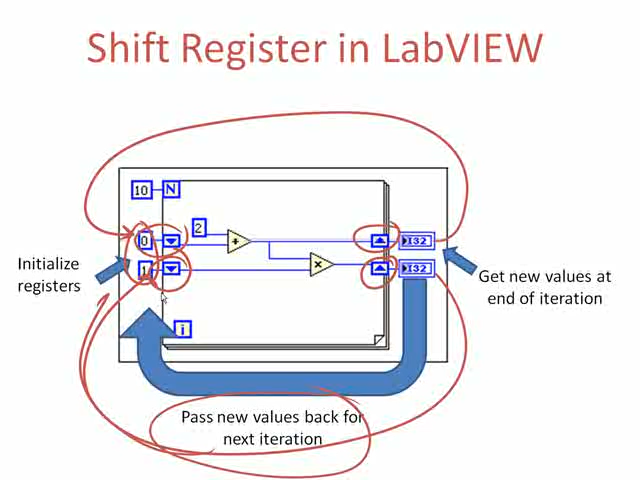 Shift Register in LabVIEW
10 N
2
0
I32
1
I32
Initialize
registers
Get new values at
end of iteration
i
Pass new values back for
next iteration